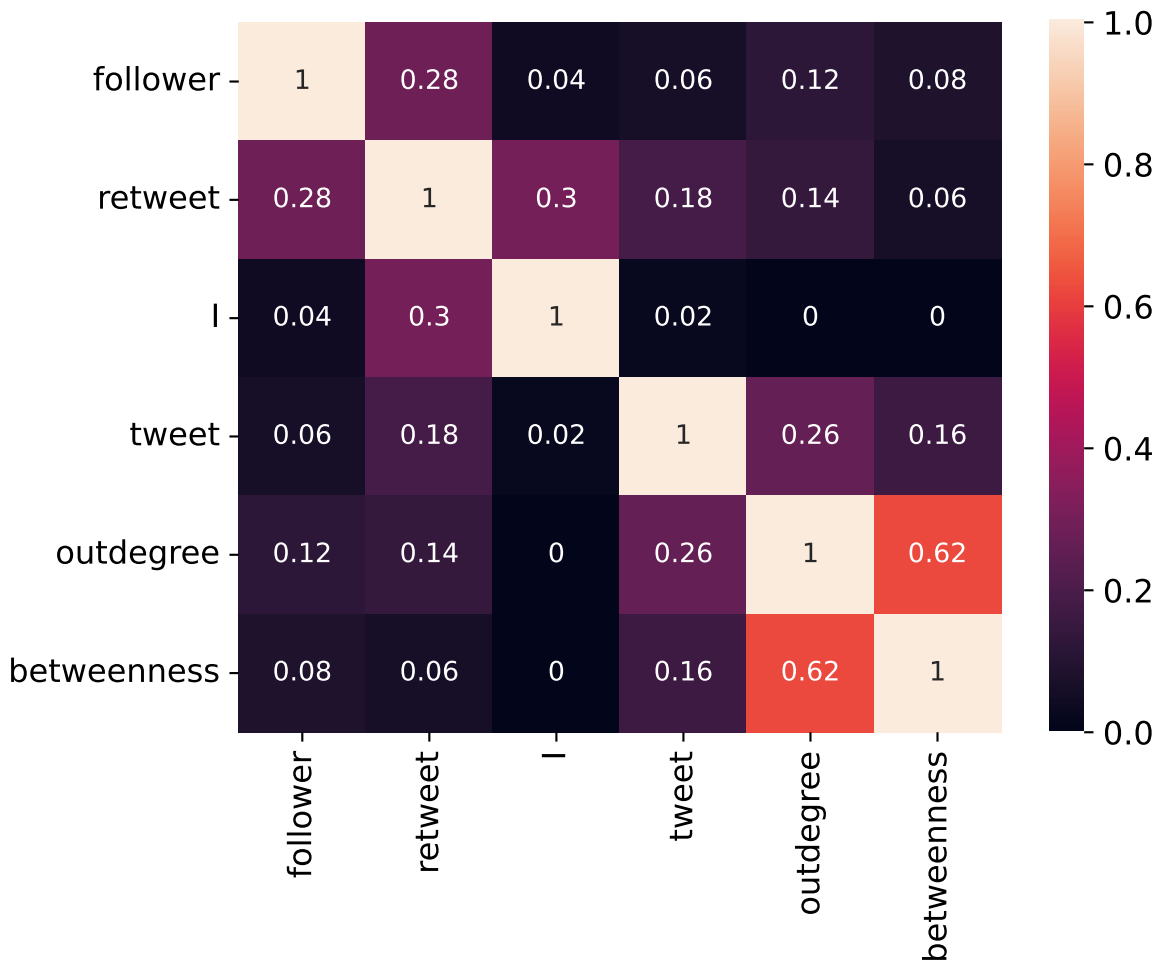 follower 1 0.28 0.04 0.06 0.12 0.08
retweet 0.28 1 0.3 0.18 0.14 0.06
I 0.04 0.3 1 0.02 0 0
tweet 0.06 0.18 0.02 1 0.26 0.16
outdegree 0.12 0.14 0 0.26 1 0.62
betweenness 0.08 0.06 0 0.16 0.62 1
follower retweet I tweet outdegree betweenness
1.0
0.8
0.6
0.4
0.2
0.0